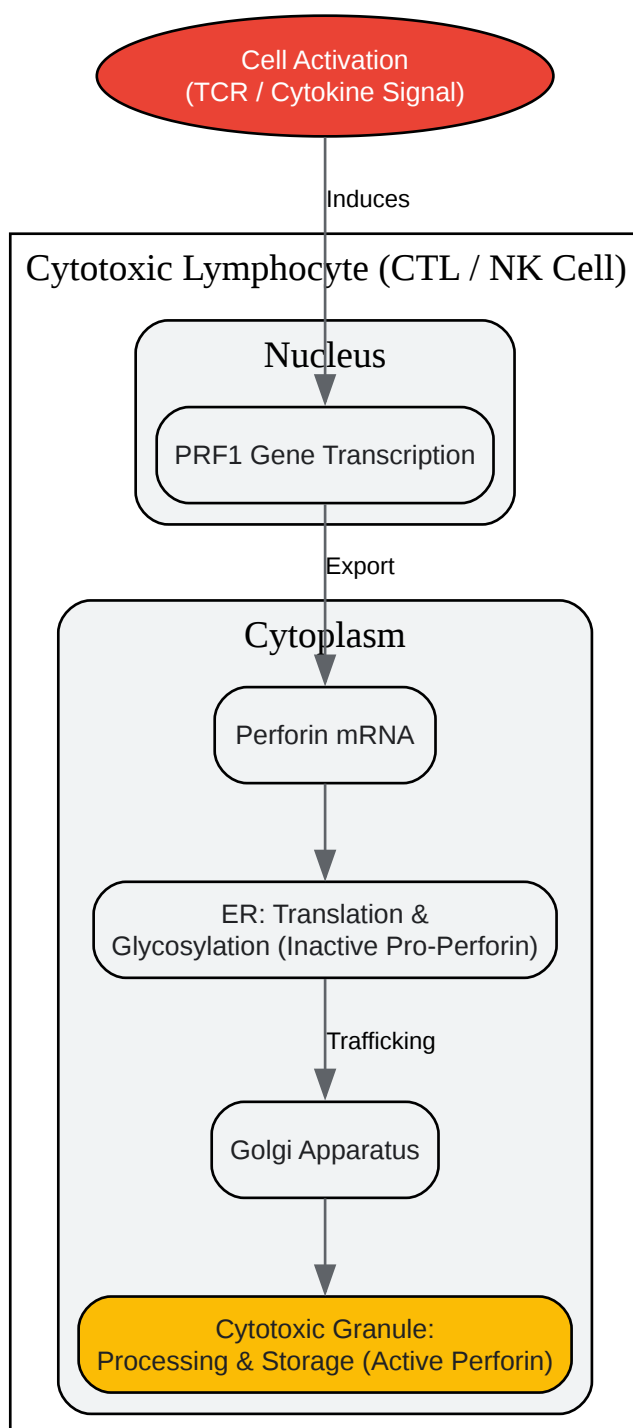 Cell Activation
(TCR / Cytokine Signal)
Induces
Cytotoxic Lymphocyte (CTL / NK Cell)
Nucleus
PRF1 Gene Transcription
Export
Cytoplasm
Perforin mRNA
ER: Translation &
Glycosylation (Inactive Pro-Perforin)
Trafficking
Golgi Apparatus
Cytotoxic Granule:
Processing & Storage (Active Perforin)